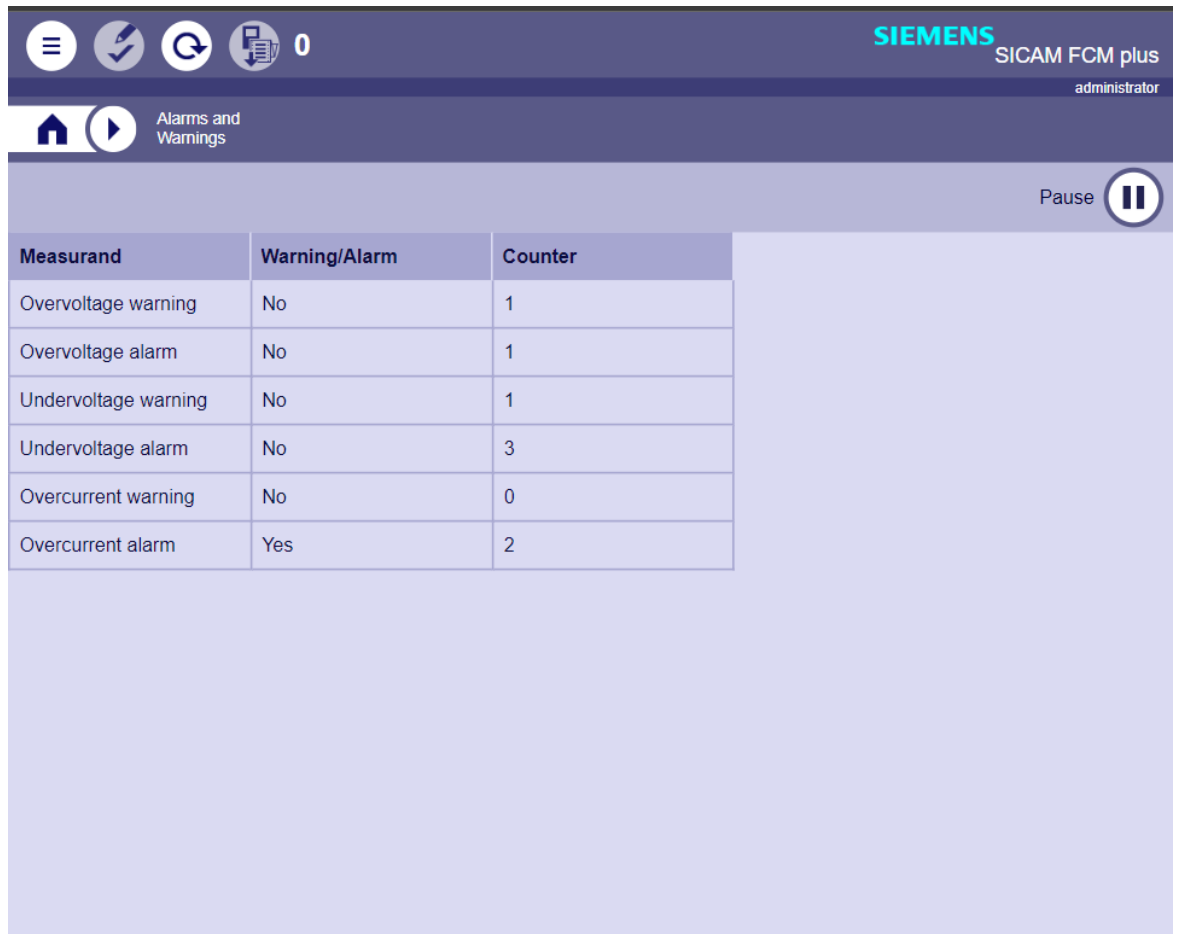 0
SIEMENS
SICAM FCM plus
administrator
Alarms and
Warnings
Pause
Measurand Warning/Alarm Counter
Overvoltage warning No 1
Overvoltage alarm No 1
Undervoltage warning No 1
Undervoltage alarm No 3
Overcurrent warning No 0
Overcurrent alarm Yes 2